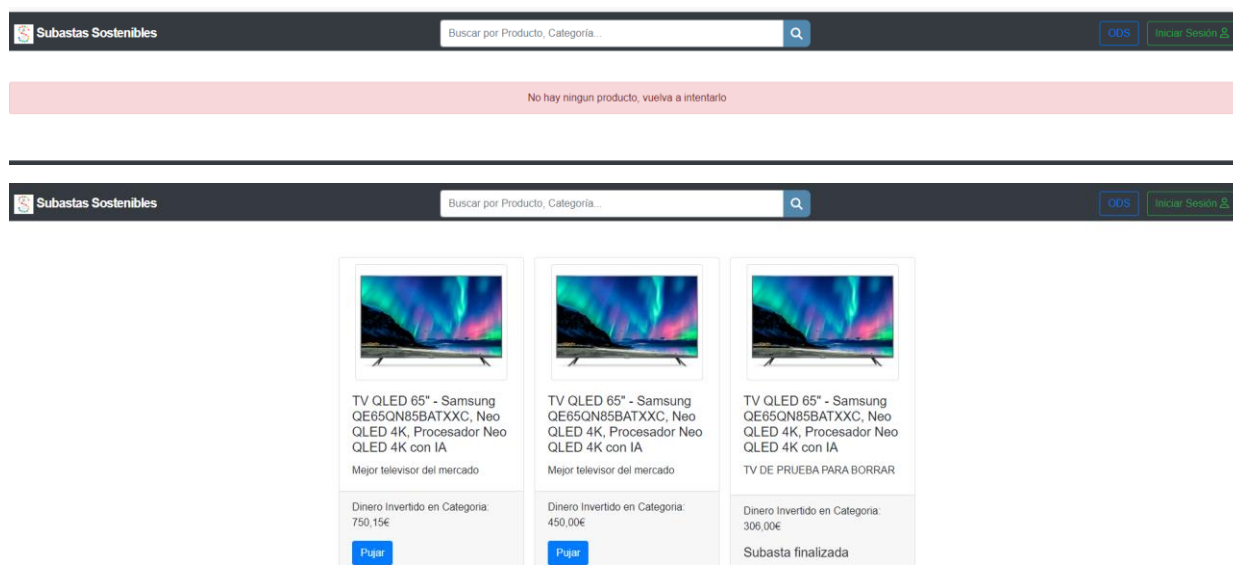 Subastas Sostenibles
Buscar por Producto, Categoría...
ODS
Iniciar Sesión
No hay ningun producto, vuelva a intentarlo
Subastas Sostenibles
Buscar por Producto, Categoría...
ODS
Iniciar Sesión
TV QLED 65" - Samsung
QE65QN85BATXXC, Neo
QLED 4K, Procesador Neo
QLED 4K con IA
Mejor televisor del mercado
Dinero Invertido en Categoria:
750,15€
Pujar
TV QLED 65" - Samsung
QE65QN85BATXXC, Neo
QLED 4K, Procesador Neo
QLED 4K con IA
Mejor televisor del mercado
Dinero Invertido en Categoria:
450,00€
Pujar
TV QLED 65" - Samsung
QE65QN85BATXXC, Neo
QLED 4K, Procesador Neo
QLED 4K con IA
TV DE PRUEBA PARA BORRAR
Dinero Invertido en Categoria:
306,00€
Subasta finalizada